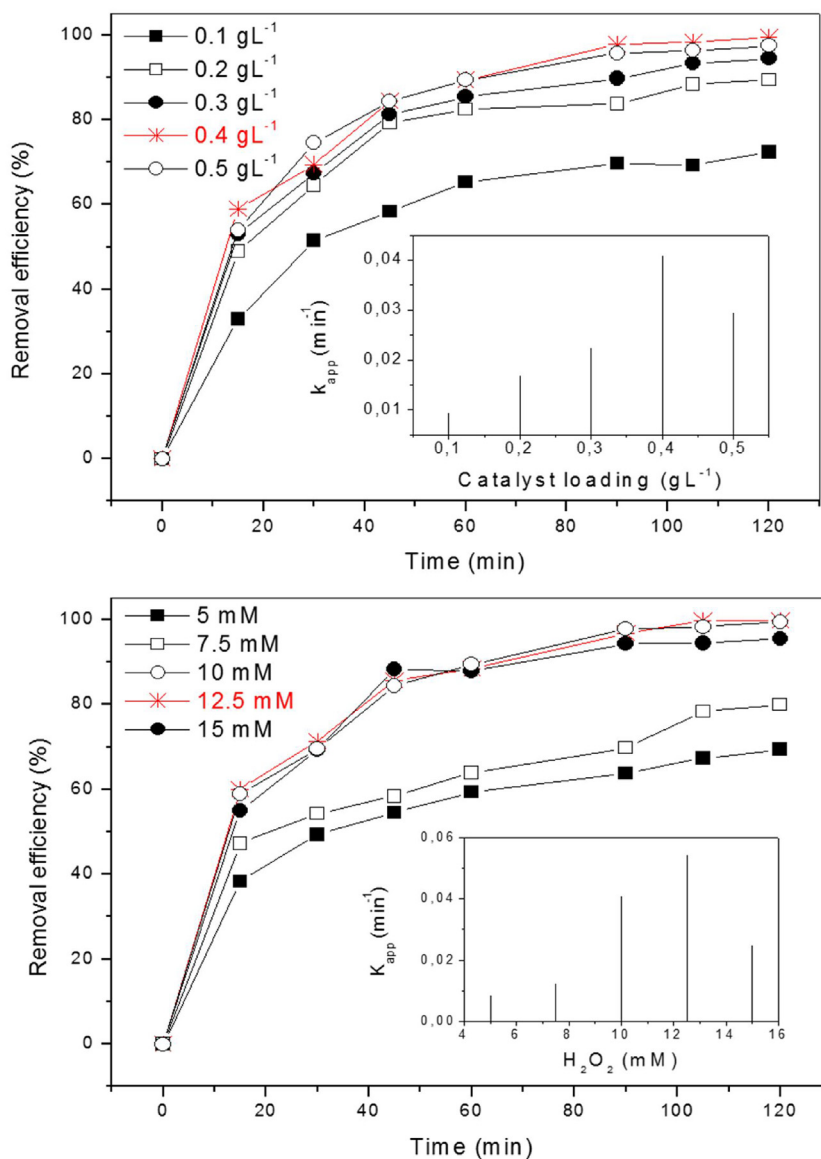 100
80
60
40
20
0
Removal efficiency (%)
0.1 gL⁻¹
0.2 gL⁻¹
0.3 gL⁻¹
0.4 gL⁻¹
0.5 gL⁻¹
0,04
0,03
0,02
0,01
k_app (min⁻¹)
0,1 0,2 0,3 0,4 0,5
Catalyst loading (gL⁻¹)
0 20 40 60 80 100 120
Time (min)
100
80
60
40
20
0
Removal efficiency (%)
5 mM
7.5 mM
10 mM
12.5 mM
15 mM
0,06
0,04
0,02
0,00
K_app (min⁻¹)
4 6 8 10 12 14 16
H₂O₂ (mM)
0 20 40 60 80 100 120
Time (min)